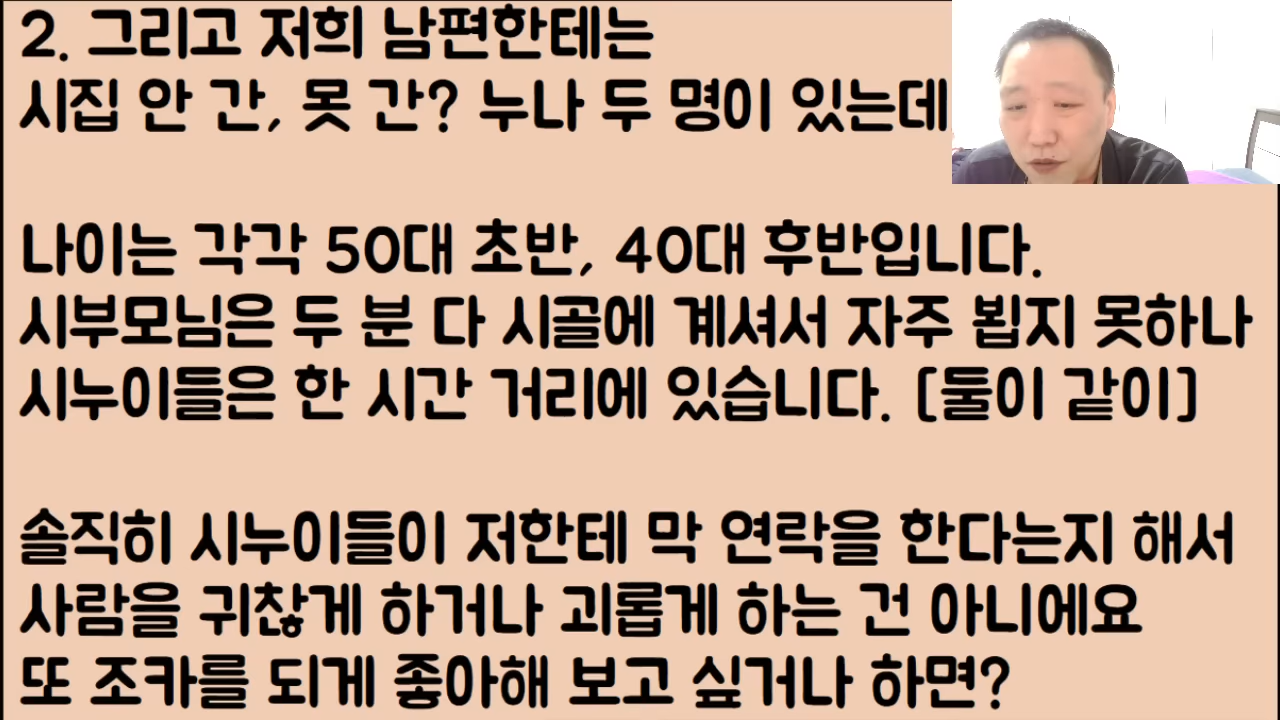 2. 그리고 저희 남편한테는
시집 안 간, 못 간? 누나 두 명이 있는데
나이는 각각 50대 초반, 40대 후반입니다.
시부모님은 두 분 다 시골에 계셔서 자주 뵙지 못하나
시누이들은 한 시간 거리에 있습니다. [둘이 같이]
솔직히 시누이들이 저한테 막 연락을 한다는지 해서
사람을 귀찮게 하거나 괴롭게 하는 건 아니에요
또 조카를 되게 좋아해 보고 싶거나 하면?